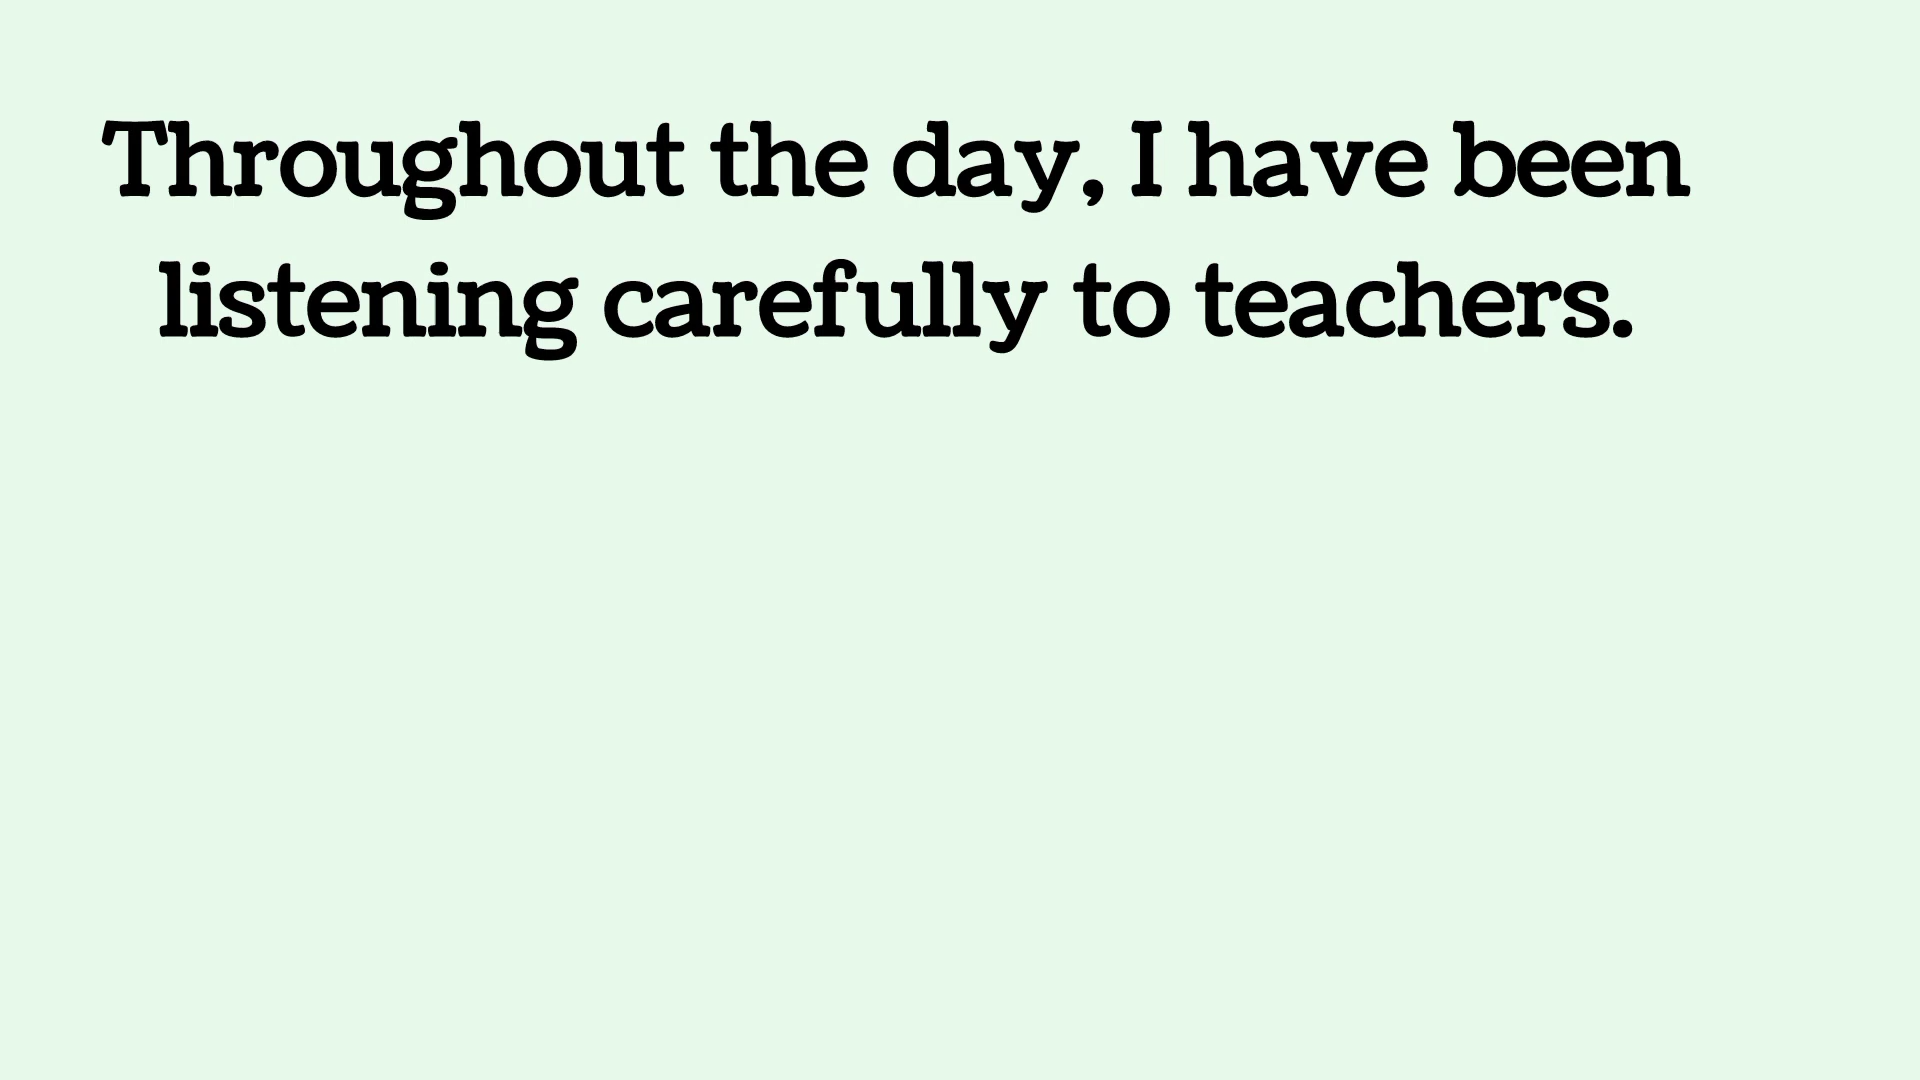 Throughout the day, I have been
listening carefully to teachers.